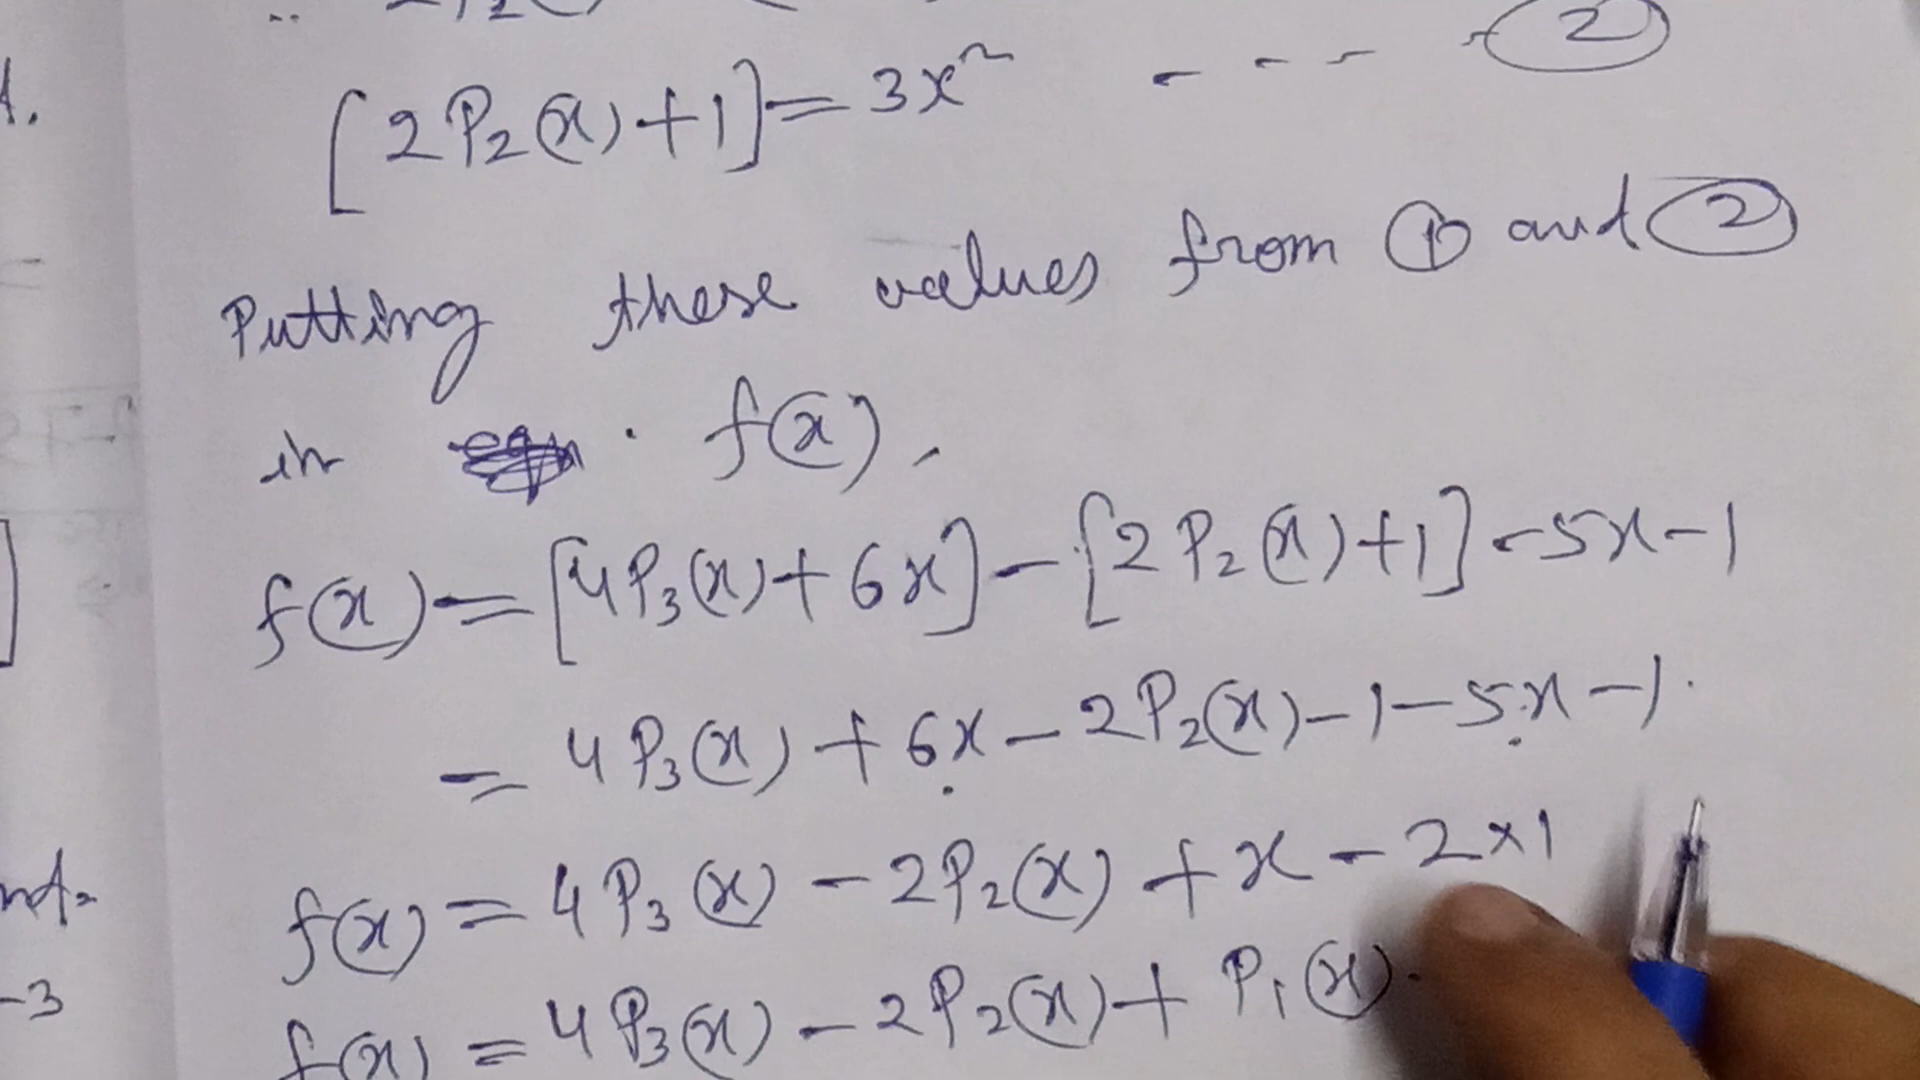 [2P₂(x)+1] = 3x² - - - - ②
Putting these values from ① and ②
in f(x),
f(x) = [4P₃(x)+6x] - [2P₂(x)+1] - 5x - 1
= 4P₃(x) + 6x - 2P₂(x) - 1 - 5x - 1
f(x) = 4P₃(x) - 2P₂(x) + x - 2×1
f(x) = 4P₃(x) - 2P₂(x) + P₁(x)
-3